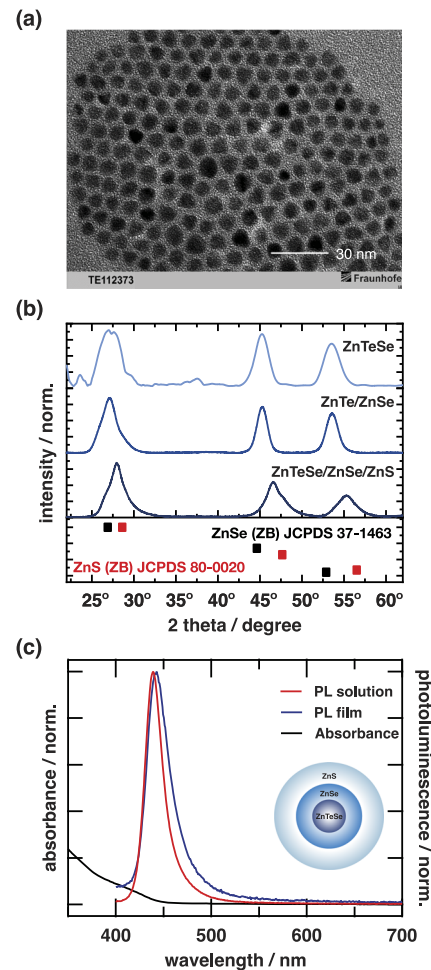 (a)
30 nm
TE112373
Fraunhofe
(b)
intensity / norm.
ZnTeSe
ZnTe/ZnSe
ZnTeSe/ZnSe/ZnS
ZnSe (ZB) JCPDS 37-1463
ZnS (ZB) JCPDS 80-0020
25° 30° 35° 40° 45° 50° 55° 60°
2 theta / degree
(c)
absorbance / norm.
photoluminescence / norm.
PL solution
PL film
Absorbance
ZnS
ZnSe
ZnTeSe
400 500 600 700
wavelength / nm